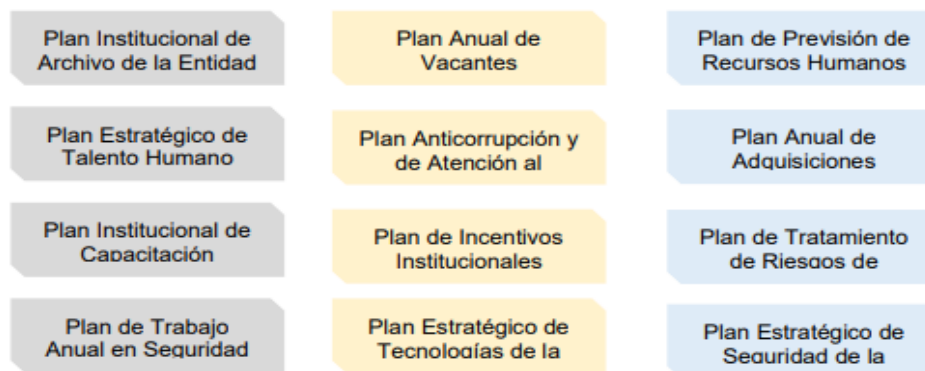 Plan Institucional de
Archivo de la Entidad
Plan Anual de
Vacantes
Plan de Previsión de
Recursos Humanos
Plan Estratégico de
Talento Humano
Plan Anticorrupción y
de Atención al
Plan Anual de
Adquisiciones
Plan Institucional de
Capacitación
Plan de Incentivos
Institucionales
Plan de Tratamiento
de Riesgos de
Plan de Trabajo
Anual en Seguridad
Plan Estratégico de
Tecnologías de la
Plan Estratégico de
Seguridad de la